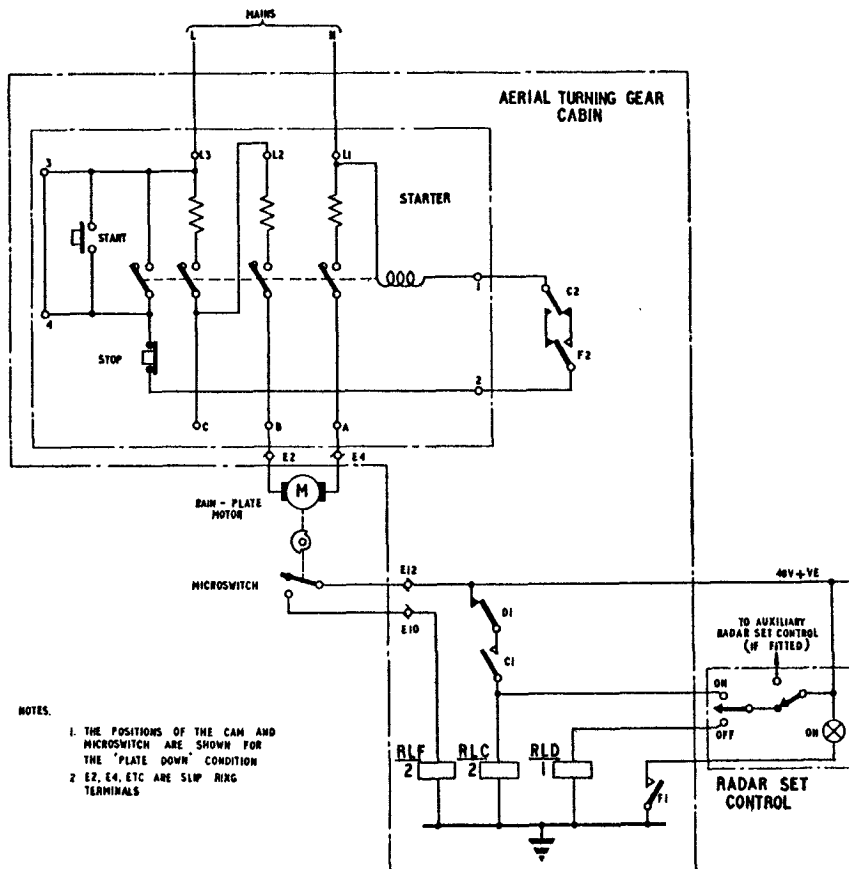 MAINS
L
N
AERIAL TURNING GEAR
CABIN
L3
L2
L1
3
STARTER
START
1
C2
4
STOP
F2
2
C
B
A
E2
E4
M
RAIN - PLATE
MOTOR
E12
40V+VE
MICROSWITCH
D1
E10
TO AUXILIARY
RADAR SET CONTROL
(IF FITTED)
C1
ON
OFF
ON
NOTES.
1. THE POSITIONS OF THE CAM AND
MICROSWITCH ARE SHOWN FOR
THE 'PLATE DOWN' CONDITION
2 E2, E4, ETC ARE SLIP RING
TERMINALS
RLF
2
RLC
2
RLD
1
F1
RADAR SET
CONTROL